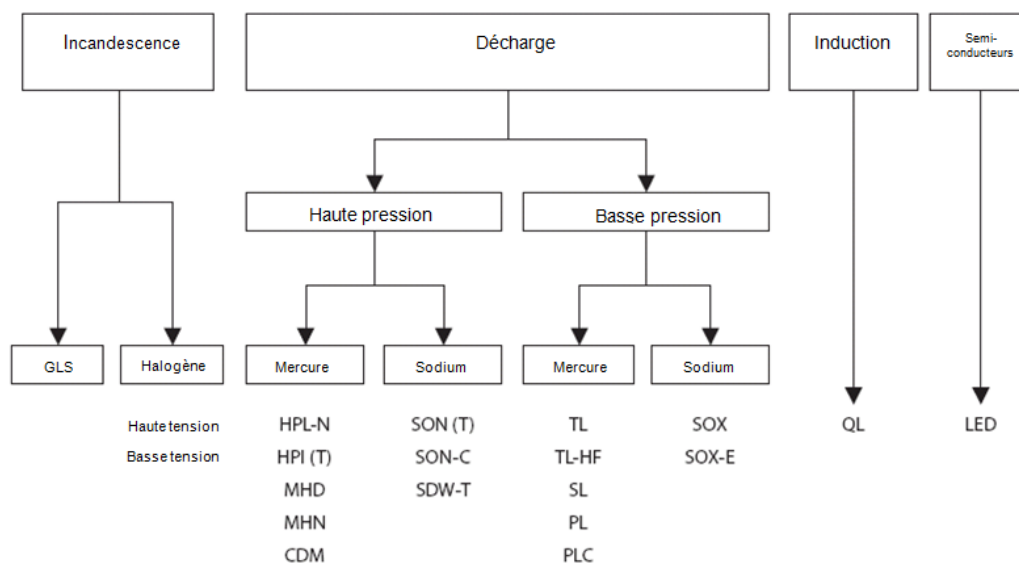 Incandescence
Décharge
Induction
Semi-
conducteurs
Haute pression
Basse pression
GLS
Halogène
Mercure
Sodium
Mercure
Sodium
Haute tension
HPL-N
SON (T)
TL
SOX
QL
LED
Basse tension
HPI (T)
SON-C
TL-HF
SOX-E
MHD
SDW-T
SL
MHN
PL
CDM
PLC